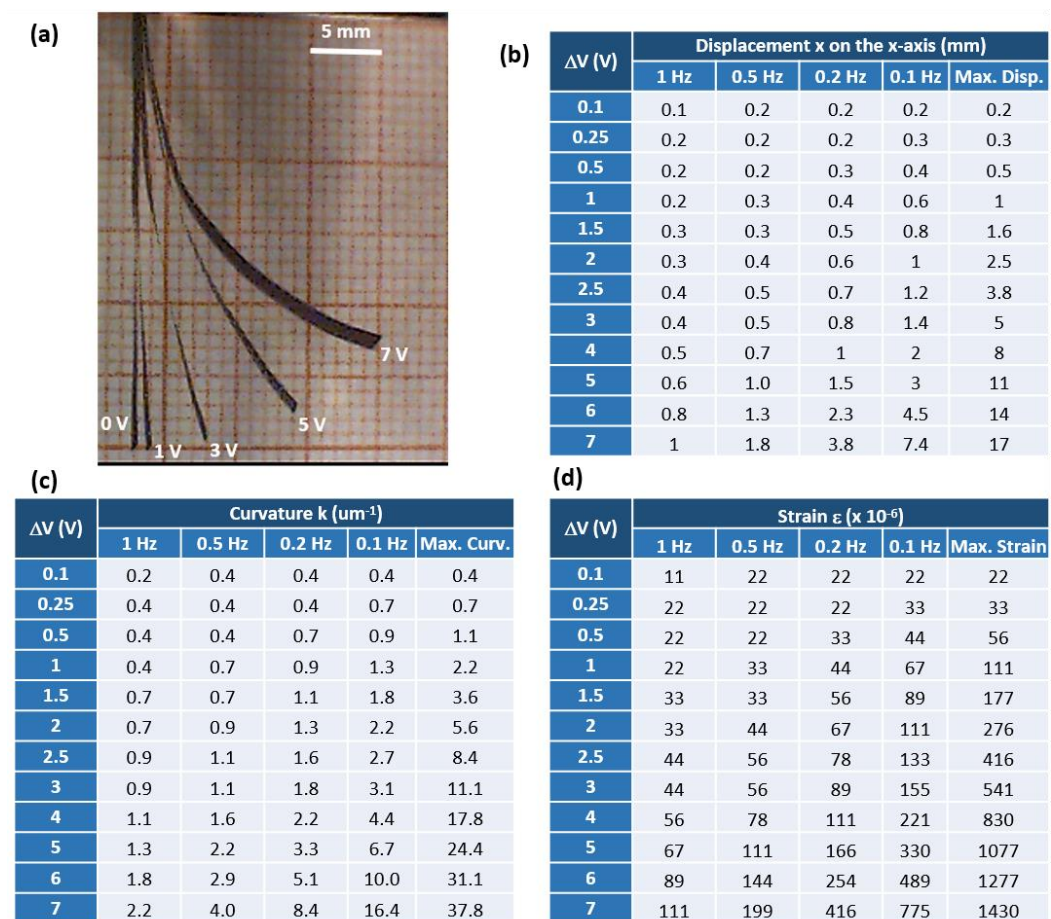 (a)
5 mm
0 V
1 V
3 V
5 V
7 V
(b)
ΔV (V) Displacement x on the x-axis (mm)
1 Hz 0.5 Hz 0.2 Hz 0.1 Hz Max. Disp.
0.1 0.1 0.2 0.2 0.2 0.2
0.25 0.2 0.2 0.2 0.3 0.3
0.5 0.2 0.2 0.3 0.4 0.5
1 0.2 0.3 0.4 0.6 1
1.5 0.3 0.3 0.5 0.8 1.6
2 0.3 0.4 0.6 1 2.5
2.5 0.4 0.5 0.7 1.2 3.8
3 0.4 0.5 0.8 1.4 5
4 0.5 0.7 1 2 8
5 0.6 1.0 1.5 3 11
6 0.8 1.3 2.3 4.5 14
7 1 1.8 3.8 7.4 17
(c)
ΔV (V) Curvature k (um⁻¹)
1 Hz 0.5 Hz 0.2 Hz 0.1 Hz Max. Curv.
0.1 0.2 0.4 0.4 0.4 0.4
0.25 0.4 0.4 0.4 0.7 0.7
0.5 0.4 0.4 0.7 0.9 1.1
1 0.4 0.7 0.9 1.3 2.2
1.5 0.7 0.7 1.1 1.8 3.6
2 0.7 0.9 1.3 2.2 5.6
2.5 0.9 1.1 1.6 2.7 8.4
3 0.9 1.1 1.8 3.1 11.1
4 1.1 1.6 2.2 4.4 17.8
5 1.3 2.2 3.3 6.7 24.4
6 1.8 2.9 5.1 10.0 31.1
7 2.2 4.0 8.4 16.4 37.8
(d)
ΔV (V) Strain ε (x 10⁻⁶)
1 Hz 0.5 Hz 0.2 Hz 0.1 Hz Max. Strain
0.1 11 22 22 22 22
0.25 22 22 22 33 33
0.5 22 22 33 44 56
1 22 33 44 67 111
1.5 33 33 56 89 177
2 33 44 67 111 276
2.5 44 56 78 133 416
3 44 56 89 155 541
4 56 78 111 221 830
5 67 111 166 330 1077
6 89 144 254 489 1277
7 111 199 416 775 1430